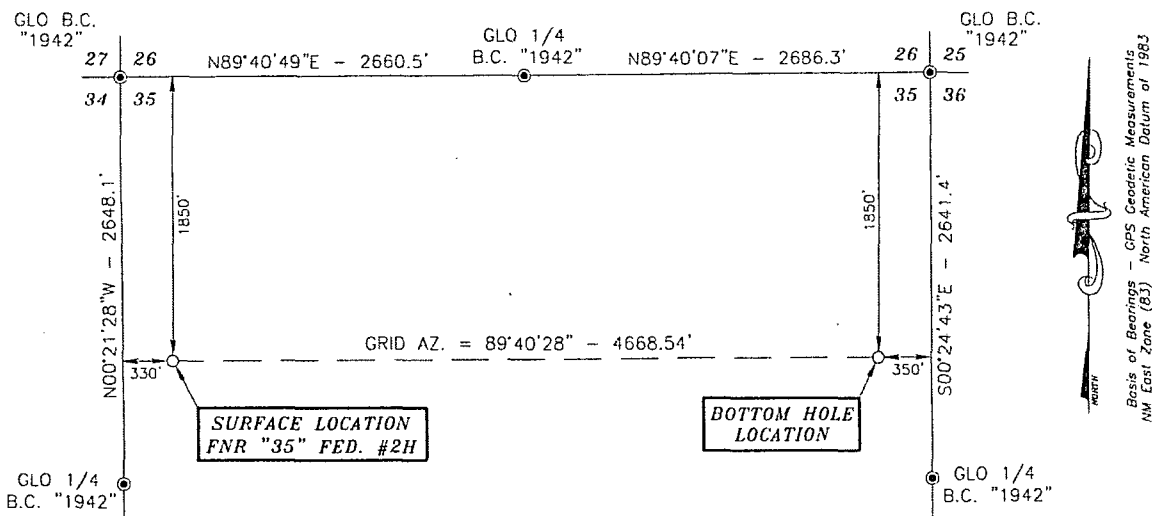 GLO B.C.
"1942"
GLO 1/4
B.C. "1942"
GLO B.C.
"1942"
27 26
N89°40'49"E - 2660.5'
N89°40'07"E - 2686.3'
26 25
34 35
35 36
1850'
1850'
N00°21'28"W - 2648.1'
S00°24'43"E - 2641.4'
GRID AZ. = 89°40'28" - 4668.54'
330'
350'
SURFACE LOCATION
FNR "35" FED. #2H
BOTTOM HOLE
LOCATION
GLO 1/4
B.C. "1942"
GLO 1/4
B.C. "1942"
NORTH
Basis of Bearings - GPS Geodetic Measurements
NM East Zone (83) North American Datum of 1983